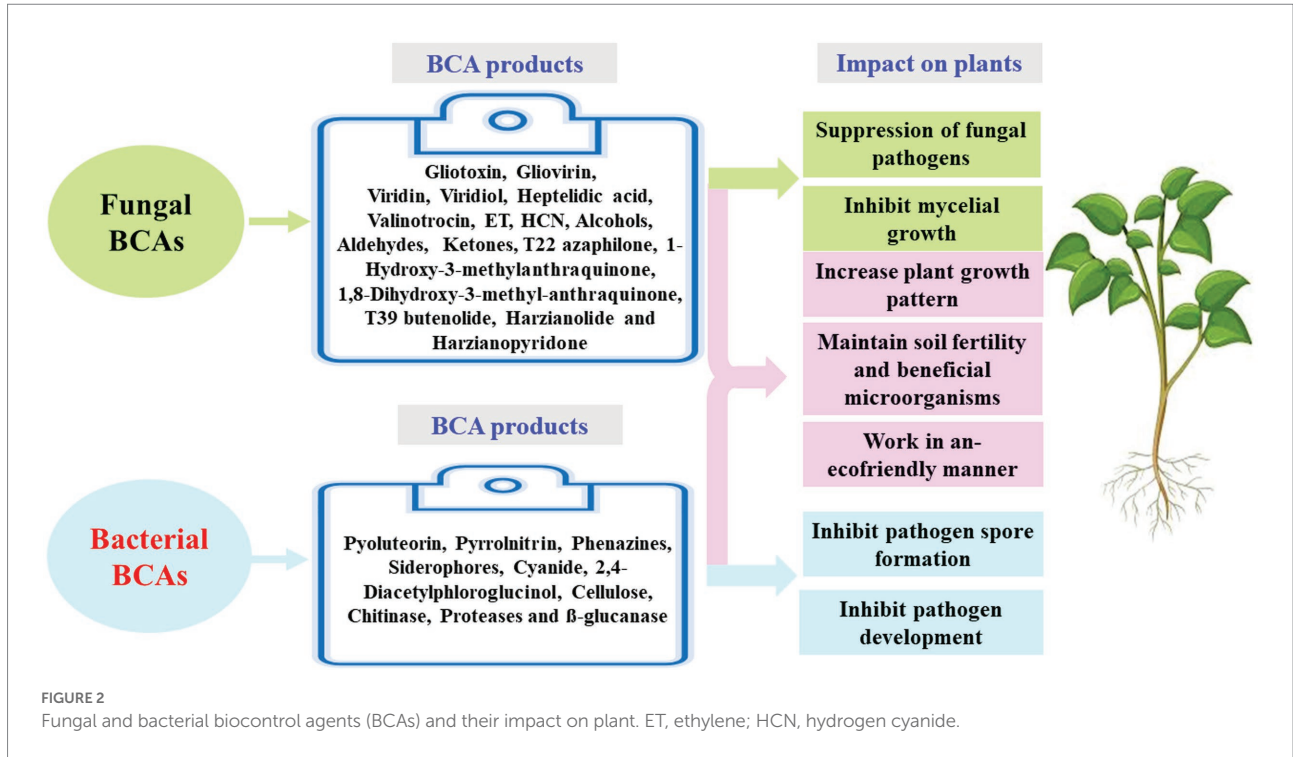 BCA products
Impact on plants
Fungal
BCAs
Gliotoxin, Gliovirin,
Viridin, Viridiol, Heptelidic acid,
Valinotrocin, ET, HCN, Alcohols,
Aldehydes, Ketones, T22 azaphilone, 1-
Hydroxy-3-methylanthraquinone,
1,8-Dihydroxy-3-methyl-anthraquinone,
T39 butenolide, Harzianolide and
Harzianopyridone
Suppression of fungal
pathogens
Inhibit mycelial
growth
Increase plant growth
pattern
Maintain soil fertility
and beneficial
microorganisms
Work in an-
ecofriendly manner
BCA products
Bacterial
BCAs
Pyoluteorin, Pyrrolnitrin, Phenazines,
Siderophores, Cyanide, 2,4-
Diacetylphloroglucinol, Cellulose,
Chitinase, Proteases and ß-glucanase
Inhibit pathogen spore
formation
Inhibit pathogen
development
FIGURE 2
Fungal and bacterial biocontrol agents (BCAs) and their impact on plant. ET, ethylene; HCN, hydrogen cyanide.